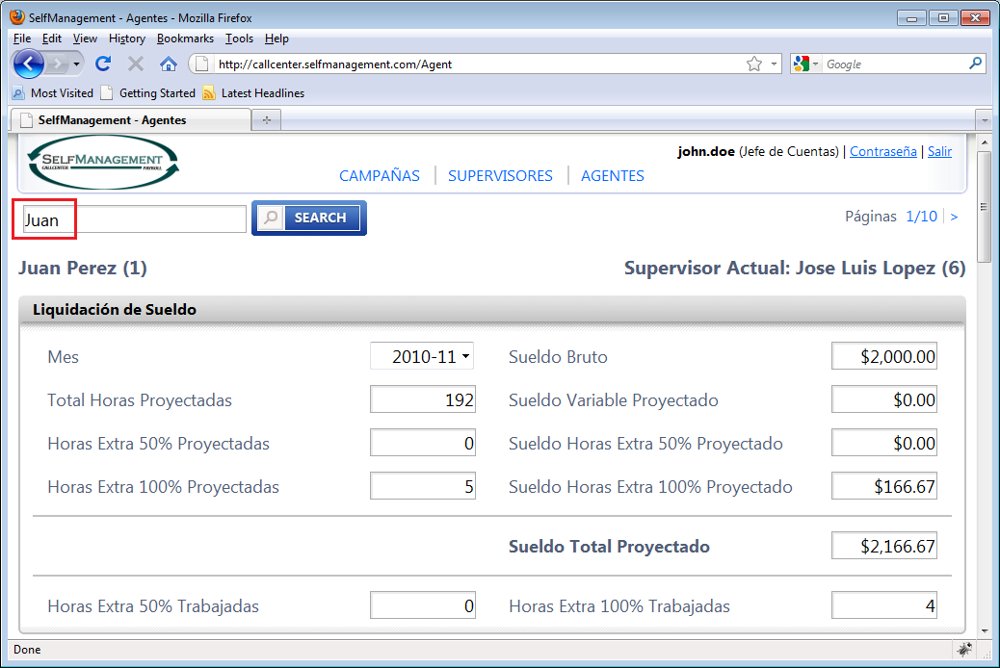 SelfManagement - Agentes - Mozilla Firefox
File Edit View History Bookmarks Tools Help
http://callcenter.selfmanagement.com/Agent Google
Most Visited Getting Started Latest Headlines
SelfManagement - Agentes
SELFMANAGEMENT
CALLCENTER PAYROLL
john.doe (Jefe de Cuentas) | Contraseña | Salir
CAMPAÑAS | SUPERVISORES | AGENTES
Juan SEARCH Páginas 1/10 | >
Juan Perez (1) Supervisor Actual: Jose Luis Lopez (6)
Liquidación de Sueldo
Mes 2010-11 Sueldo Bruto $2,000.00
Total Horas Proyectadas 192 Sueldo Variable Proyectado $0.00
Horas Extra 50% Proyectadas 0 Sueldo Horas Extra 50% Proyectado $0.00
Horas Extra 100% Proyectadas 5 Sueldo Horas Extra 100% Proyectado $166.67
Sueldo Total Proyectado $2,166.67
Horas Extra 50% Trabajadas 0 Horas Extra 100% Trabajadas 4
Done